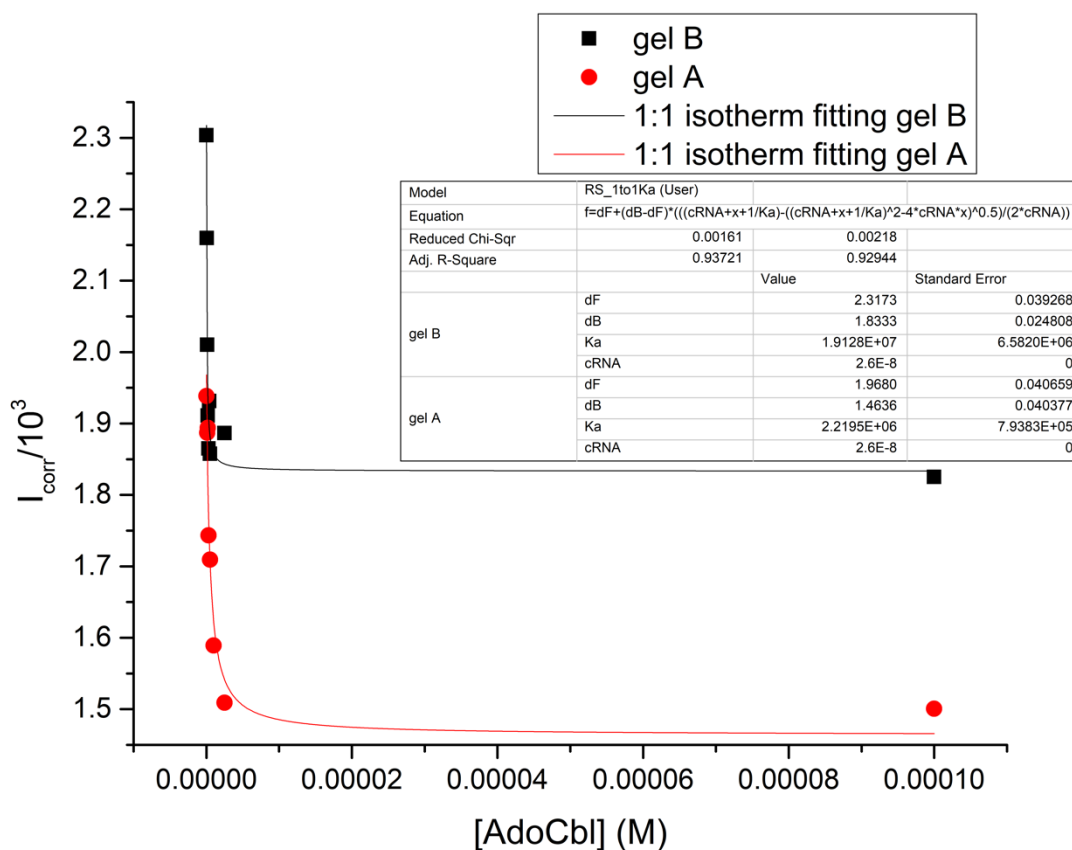 gel B
gel A
1:1 isotherm fitting gel B
1:1 isotherm fitting gel A
Model RS_1to1Ka (User)
Equation f=dF+(dB-dF)*(((cRNA+x+1/Ka)-((cRNA+x+1/Ka)^2-4*cRNA*x)^0.5)/(2*cRNA))
Reduced Chi-Sqr 0.00161 0.00218
Adj. R-Square 0.93721 0.92944
Value Standard Error
gel B
dF 2.3173 0.039268
dB 1.8333 0.024808
Ka 1.9128E+07 6.5820E+06
cRNA 2.6E-8 0
gel A
dF 1.9680 0.040659
dB 1.4636 0.040377
Ka 2.2195E+06 7.9383E+05
cRNA 2.6E-8 0
2.3
2.2
2.1
2.0
1.9
1.8
1.7
1.6
1.5
I_corr/10^3
0.00000 0.00002 0.00004 0.00006 0.00008 0.00010
[AdoCbl] (M)